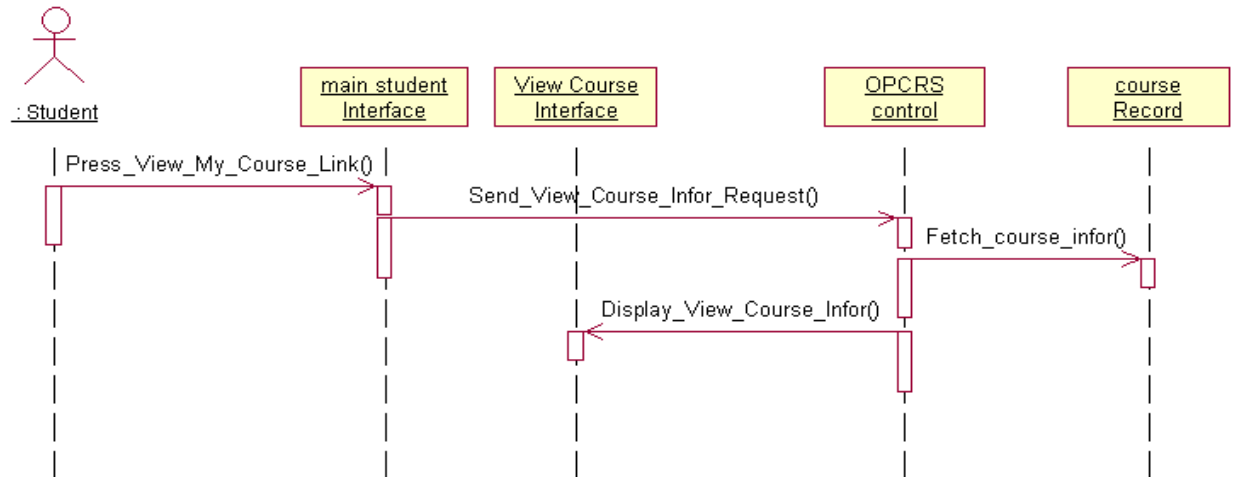 : Student
main student
Interface
View Course
Interface
OPCRS
control
course
Record
Press_View_My_Course_Link()
Send_View_Course_Infor_Request()
Fetch_course_infor()
Display_View_Course_Infor()